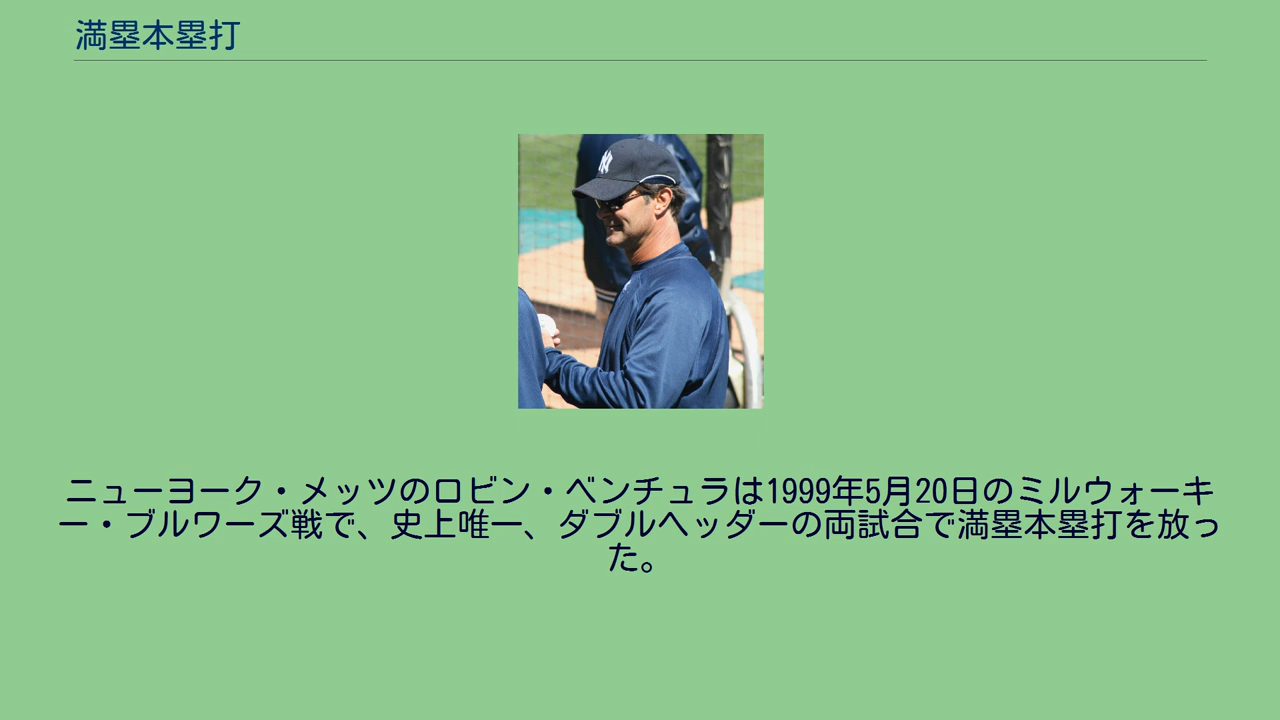 満塁本塁打
NY
ニューヨーク・メッツのロビン・ベンチュラは1999年5月20日のミルウォーキ
ー・ブルワーズ戦で、史上唯一、ダブルヘッダーの両試合で満塁本塁打を放っ
た。